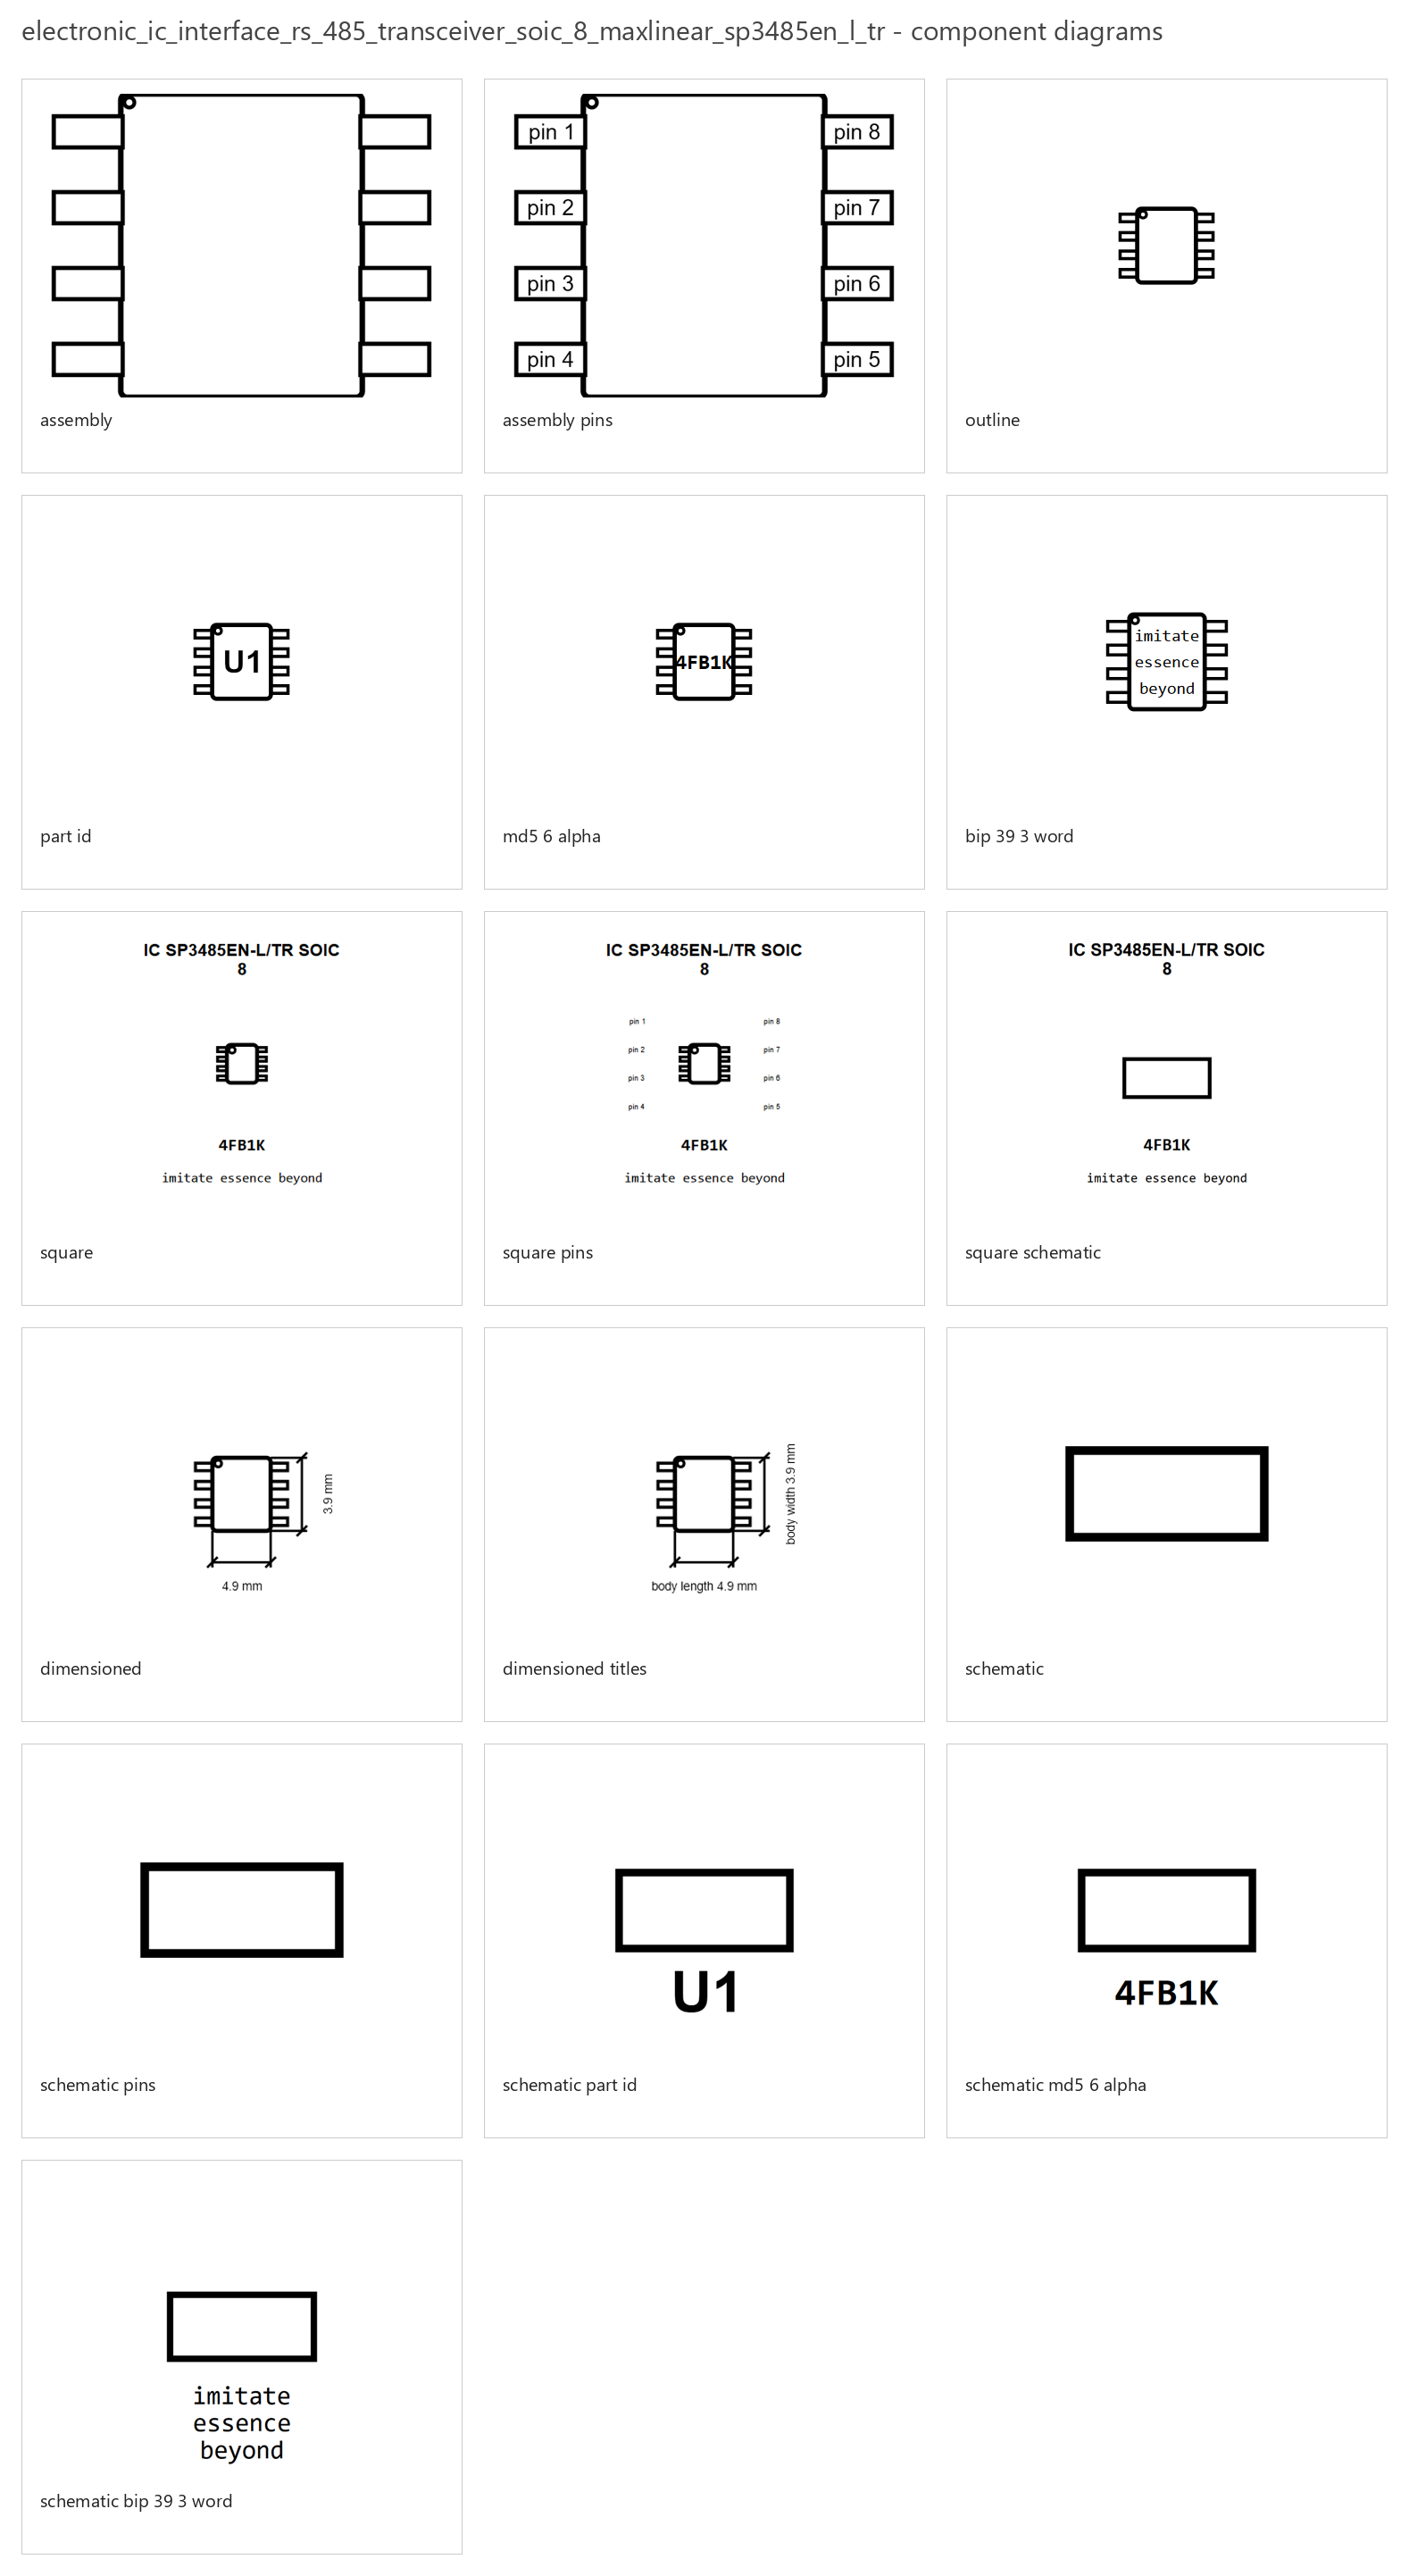 electronic_ic_interface_rs_485_transceiver_soic_8_maxlinear_sp3485en_l_tr - component diagrams
assembly
pin 1
pin 8
pin 2
pin 7
pin 3
pin 6
pin 4
pin 5
assembly pins
outline
U1
part id
4FB1K
md5 6 alpha
imitate
essence
beyond
bip 39 3 word
IC SP3485EN-L/TR SOIC
8
4FB1K
imitate essence beyond
square
IC SP3485EN-L/TR SOIC
8
pin 1
pin 8
pin 2
pin 7
pin 3
pin 6
pin 4
pin 5
4FB1K
imitate essence beyond
square pins
IC SP3485EN-L/TR SOIC
8
4FB1K
imitate essence beyond
square schematic
3.9 mm
4.9 mm
dimensioned
body width 3.9 mm
body length 4.9 mm
dimensioned titles
schematic
schematic pins
U1
schematic part id
4FB1K
schematic md5 6 alpha
imitate
essence
beyond
schematic bip 39 3 word